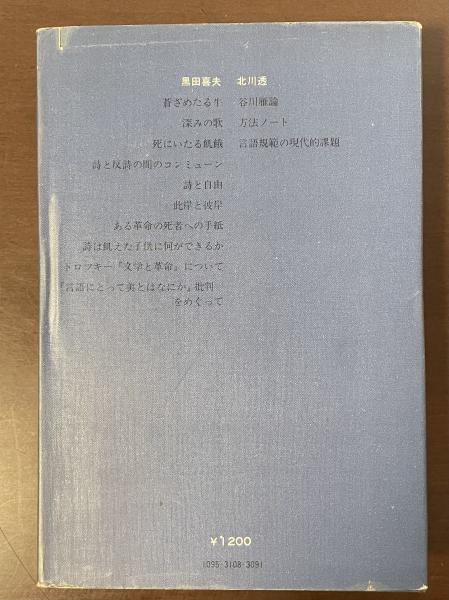 黒田喜夫　北川透
蒼ざめたる牛　谷川雁論
深みの歌　方法ノート
死にいたる飢餓　言語規範の現代的課題
詩と反詩の間のコンミューン
詩と自由
此岸と彼岸
ある革命の死者への手紙
詩は飢えた子供に何ができるか
トロツキー『文学と革命』について
『言語にとって美とはなにか』批判
をめぐって
¥1200
1095-3108-3091